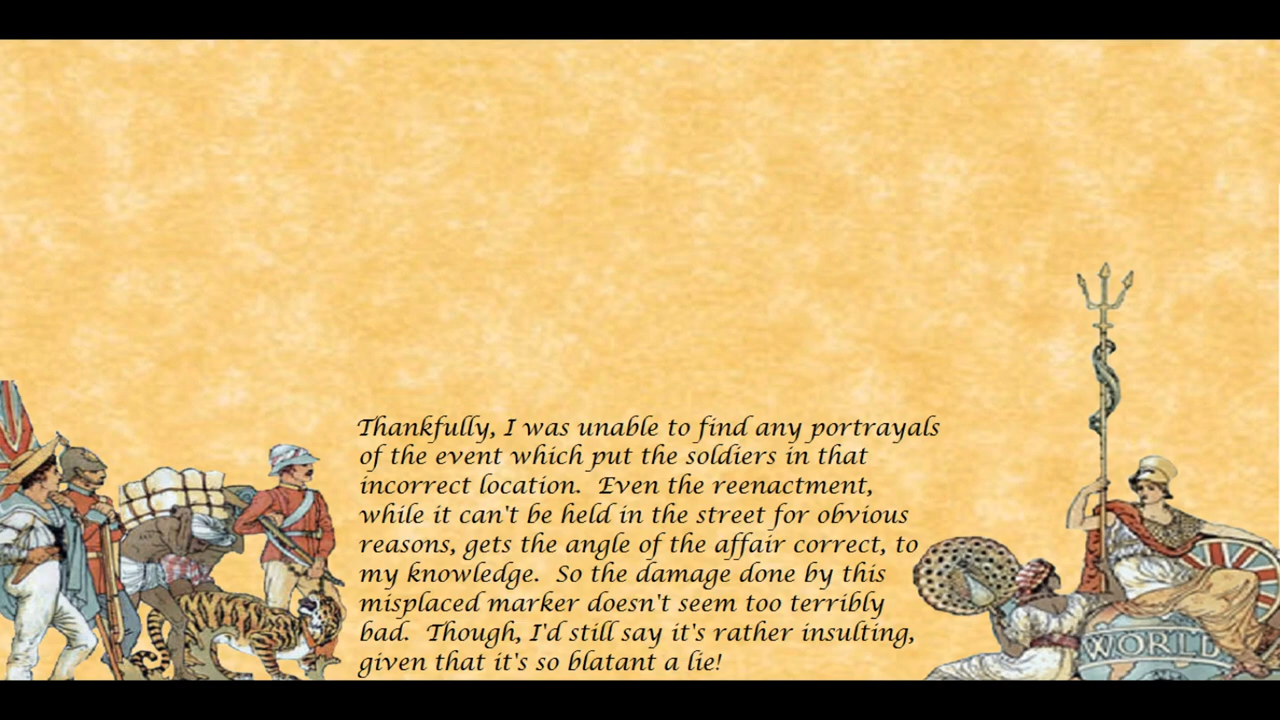 Thankfully, I was unable to find any portrayals
of the event which put the soldiers in that
incorrect location.  Even the reenactment,
while it can't be held in the street for obvious
reasons, gets the angle of the affair correct, to
my knowledge.  So the damage done by this
misplaced marker doesn't seem too terribly
bad.  Though, I'd still say it's rather insulting,
given that it's so blatant a lie!
WORLD